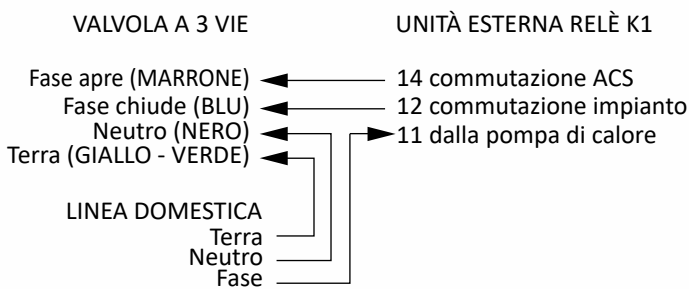 VALVOLA A 3 VIE
UNITÀ ESTERNA RELÈ K1
Fase apre (MARRONE)
14 commutazione ACS
Fase chiude (BLU)
12 commutazione impianto
Neutro (NERO)
11 dalla pompa di calore
Terra (GIALLO - VERDE)
LINEA DOMESTICA
Terra
Neutro
Fase